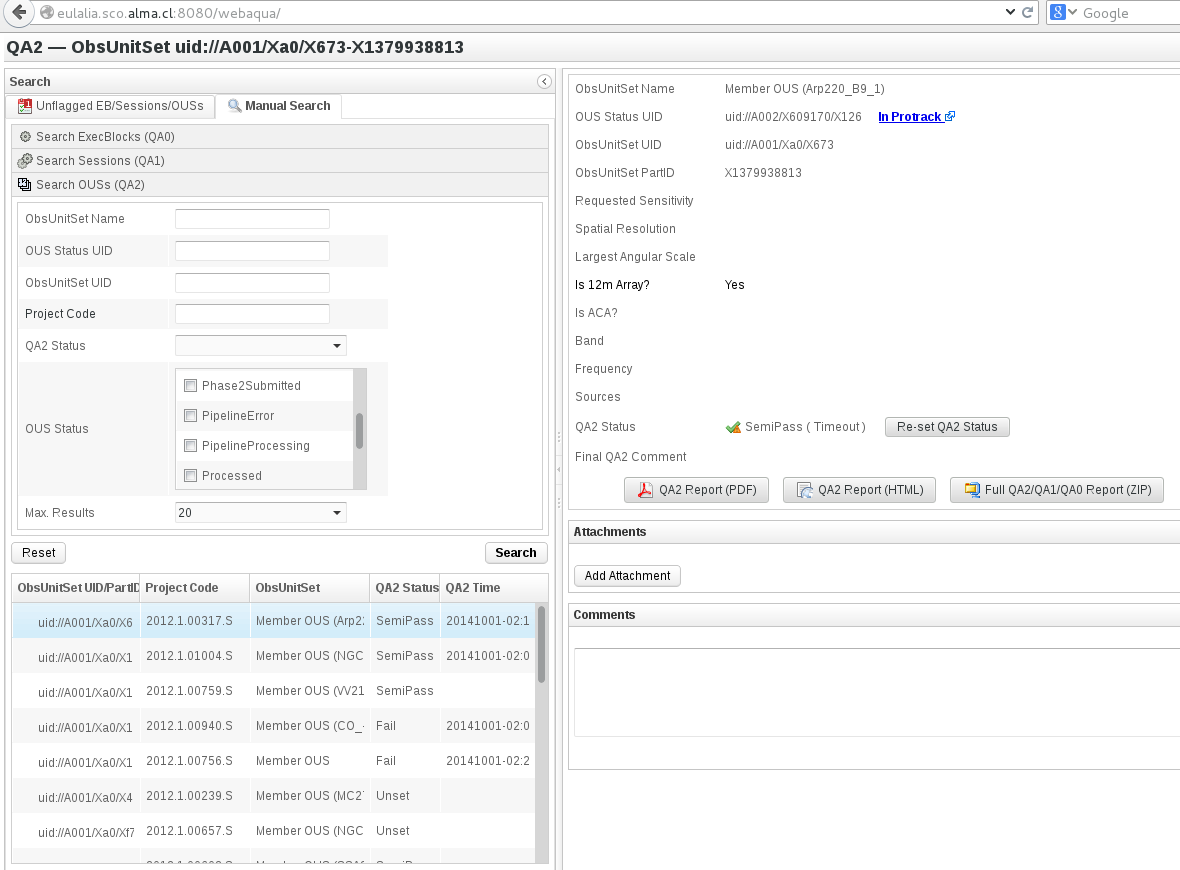 eulalia.sco.alma.cl:8080/webaqua/
Google
QA2 — ObsUnitSet uid://A001/Xa0/X673-X1379938813
Search
Unflagged EB/Sessions/OUSs
Manual Search
Search ExecBlocks (QA0)
Search Sessions (QA1)
Search OUSs (QA2)
ObsUnitSet Name
OUS Status UID
ObsUnitSet UID
Project Code
QA2 Status
OUS Status
Phase2Submitted
PipelineError
PipelineProcessing
Processed
Max. Results 20
Reset Search
ObsUnitSet UID/PartID Project Code ObsUnitSet QA2 Status QA2 Time
uid://A001/Xa0/X6 2012.1.00317.S Member OUS (Arp22 SemiPass 20141001-02:1
uid://A001/Xa0/X1 2012.1.01004.S Member OUS (NGC SemiPass 20141001-02:0
uid://A001/Xa0/X1 2012.1.00759.S Member OUS (VV21 SemiPass
uid://A001/Xa0/X1 2012.1.00940.S Member OUS (CO_ Fail 20141001-02:0
uid://A001/Xa0/X1 2012.1.00756.S Member OUS Fail 20141001-02:2
uid://A001/Xa0/X4 2012.1.00239.S Member OUS (MC27 Unset
uid://A001/Xa0/Xf7 2012.1.00657.S Member OUS (NGC Unset
ObsUnitSet Name Member OUS (Arp220_B9_1)
OUS Status UID uid://A002/X609170/X126 In Protrack
ObsUnitSet UID uid://A001/Xa0/X673
ObsUnitSet PartID X1379938813
Requested Sensitivity
Spatial Resolution
Largest Angular Scale
Is 12m Array? Yes
Is ACA?
Band
Frequency
Sources
QA2 Status SemiPass ( Timeout ) Re-set QA2 Status
Final QA2 Comment
QA2 Report (PDF) QA2 Report (HTML) Full QA2/QA1/QA0 Report (ZIP)
Attachments
Add Attachment
Comments